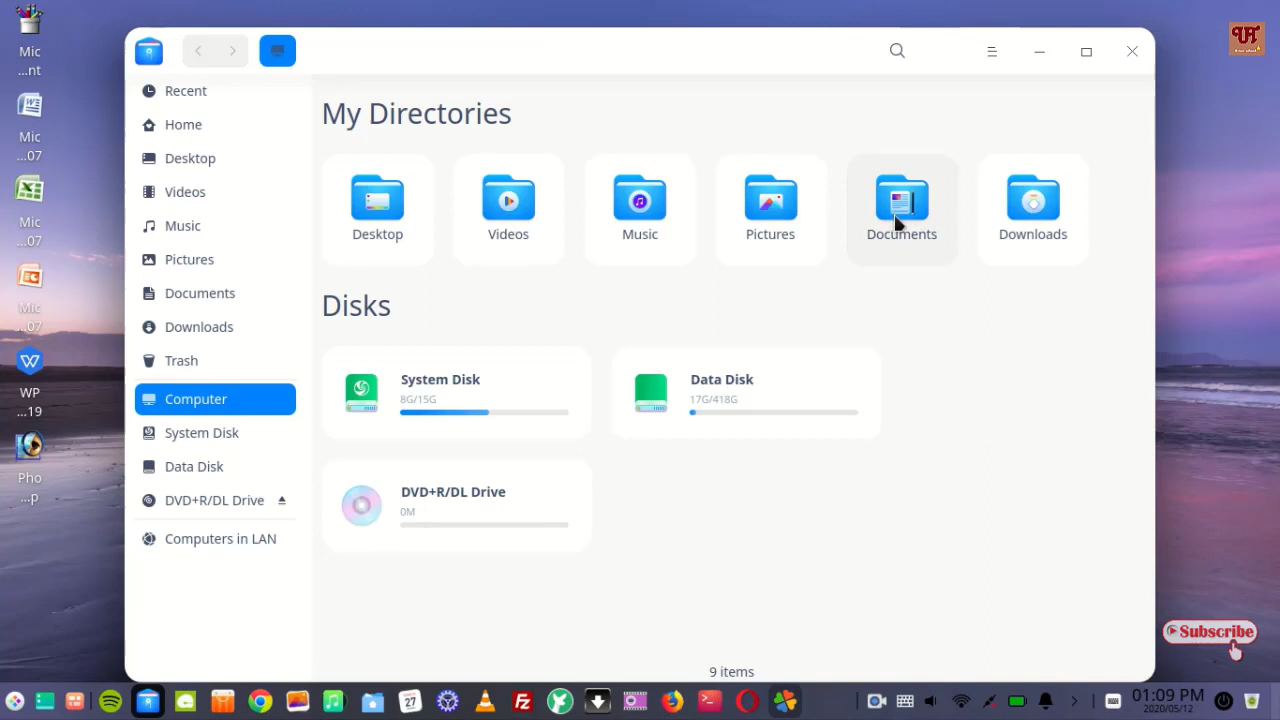 Mic
...nt
Mic
...07
Mic
...07
Mic
...07
WP
...19
Pho
...p
Recent
Home
Desktop
Videos
Music
Pictures
Documents
Downloads
Trash
Computer
System Disk
Data Disk
DVD+R/DL Drive
Computers in LAN
My Directories
Desktop
Videos
Music
Pictures
Documents
Downloads
Disks
System Disk
8G/15G
Data Disk
17G/418G
DVD+R/DL Drive
0M
9 items
Subscribe
27
01:09 PM
2020/05/12